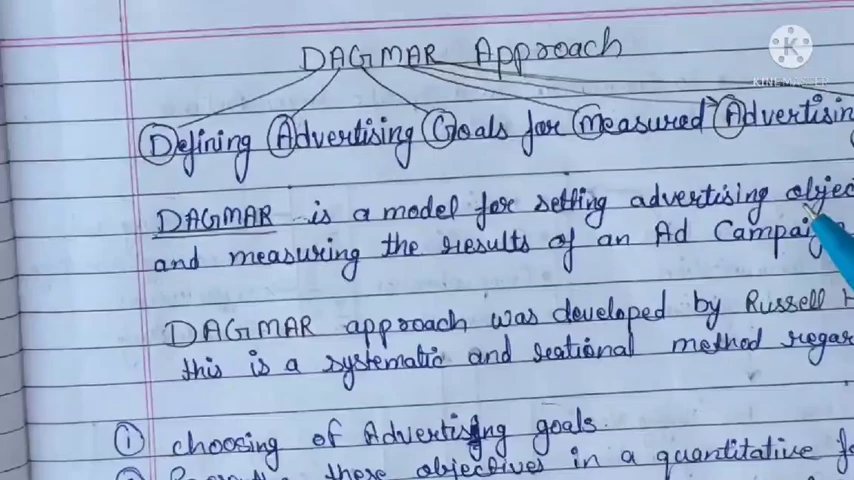 DAGMAR Approach
K
KINEMASTER
Defining Advertising Goals for Measured Advertisin
DAGMAR is a model for setting advertising objec
and measuring the results of an Ad Campaig
DAGMAR approach was developed by Russell H
this is a systematic and rational method regar
① choosing of Advertising goals.
these objectives in a quantitative fo